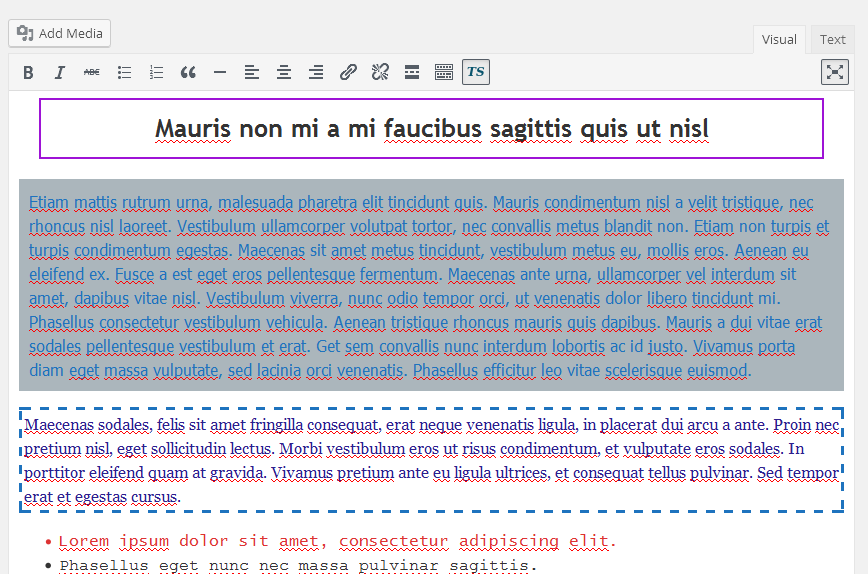 Add Media
Visual Text
B I ABC TS
Mauris non mi a mi faucibus sagittis quis ut nisl
Etiam mattis rutrum urna, malesuada pharetra elit tincidunt quis. Mauris condimentum nisl a velit tristique, nec
rhoncus nisl laoreet. Vestibulum ullamcorper volutpat tortor, nec convallis metus blandit non. Etiam non turpis et
turpis condimentum egestas. Maecenas sit amet metus tincidunt, vestibulum metus eu, mollis eros. Aenean eu
eleifend ex. Fusce a est eget eros pellentesque fermentum. Maecenas ante urna, ullamcorper vel interdum sit
amet, dapibus vitae nisl. Vestibulum viverra, nunc odio tempor orci, ut venenatis dolor libero tincidunt mi.
Phasellus consectetur vestibulum vehicula. Aenean tristique rhoncus mauris quis dapibus. Mauris a dui vitae erat
sodales pellentesque vestibulum et erat. Get sem convallis nunc interdum lobortis ac id justo. Vivamus porta
diam eget massa vulputate, sed lacinia orci venenatis. Phasellus efficitur leo vitae scelerisque euismod.
Maecenas sodales, felis sit amet fringilla consequat, erat neque venenatis ligula, in placerat dui arcu a ante. Proin nec
pretium nisl, eget sollicitudin lectus. Morbi vestibulum eros ut risus condimentum, et vulputate eros sodales. In
porttitor eleifend quam at gravida. Vivamus pretium ante eu ligula ultrices, et consequat tellus pulvinar. Sed tempor
erat et egestas cursus.
• Lorem ipsum dolor sit amet, consectetur adipiscing elit.
• Phasellus eget nunc nec massa pulvinar sagittis.